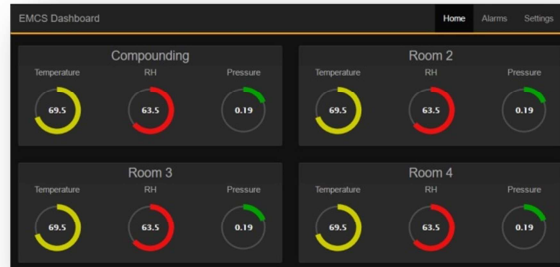 EMCS Dashboard Home Alarms Settings
Compounding
Temperature RH Pressure
69.5 63.5 0.19
Room 2
Temperature RH Pressure
69.5 63.5 0.19
Room 3
Temperature RH Pressure
69.5 63.5 0.19
Room 4
Temperature RH Pressure
69.5 63.5 0.19